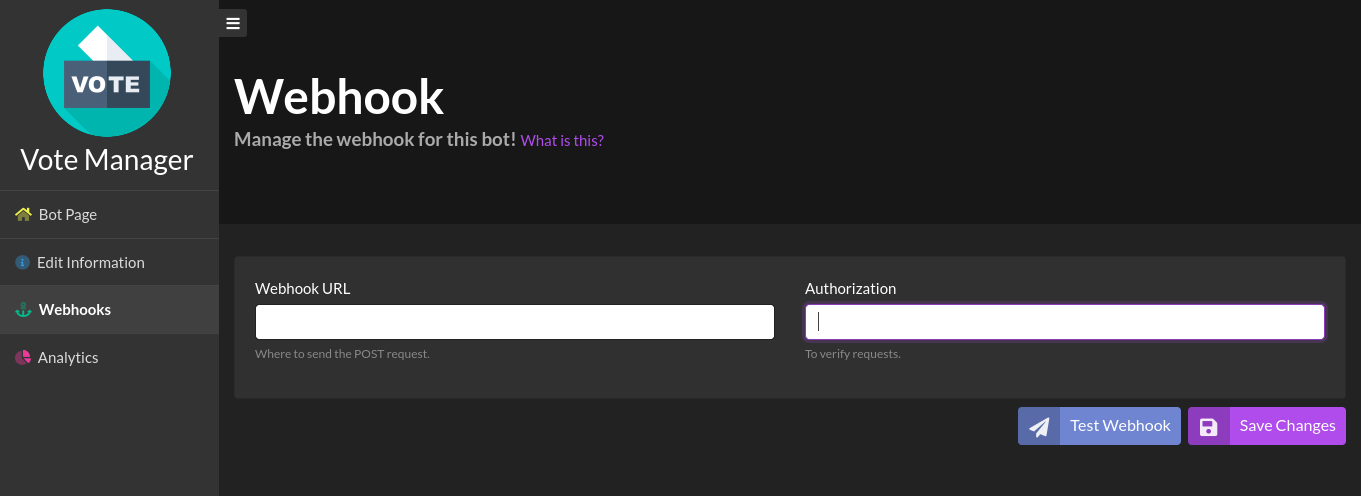 VOTE
Vote Manager
Bot Page
Edit Information
Webhooks
Analytics
Webhook
Manage the webhook for this bot! What is this?
Webhook URL
Where to send the POST request.
Authorization
To verify requests.
Test Webhook
Save Changes